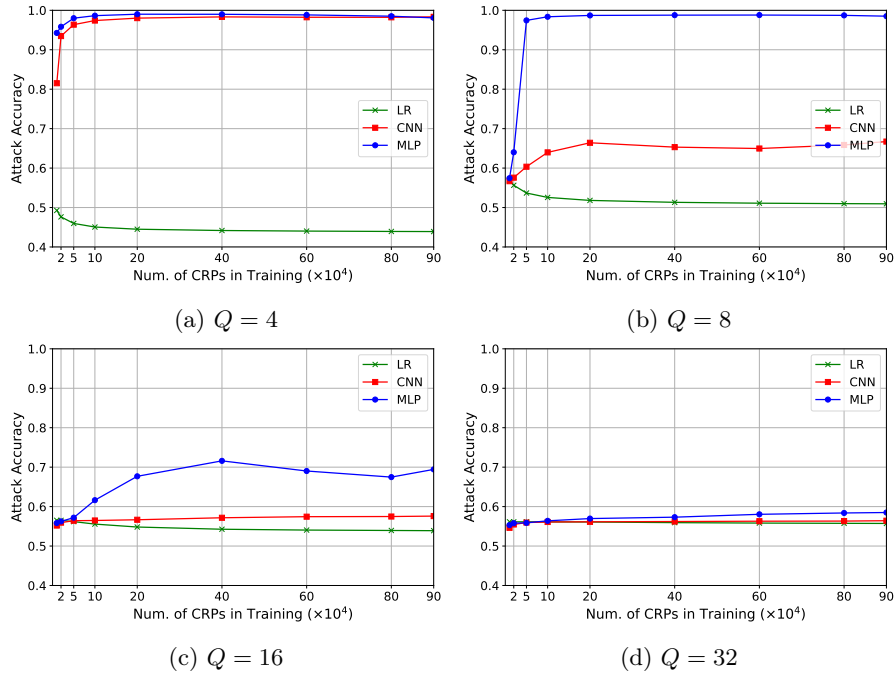 1.0
0.9
0.8
0.7
0.6
0.5
0.4
Attack Accuracy
LR
CNN
MLP
2 5 10 20 40 60 80 90
Num. of CRPs in Training (×10⁴)
(a) Q = 4
1.0
0.9
0.8
0.7
0.6
0.5
0.4
Attack Accuracy
LR
CNN
MLP
2 5 10 20 40 60 80 90
Num. of CRPs in Training (×10⁴)
(b) Q = 8
1.0
0.9
0.8
0.7
0.6
0.5
0.4
Attack Accuracy
LR
CNN
MLP
2 5 10 20 40 60 80 90
Num. of CRPs in Training (×10⁴)
(c) Q = 16
1.0
0.9
0.8
0.7
0.6
0.5
0.4
Attack Accuracy
LR
CNN
MLP
2 5 10 20 40 60 80 90
Num. of CRPs in Training (×10⁴)
(d) Q = 32